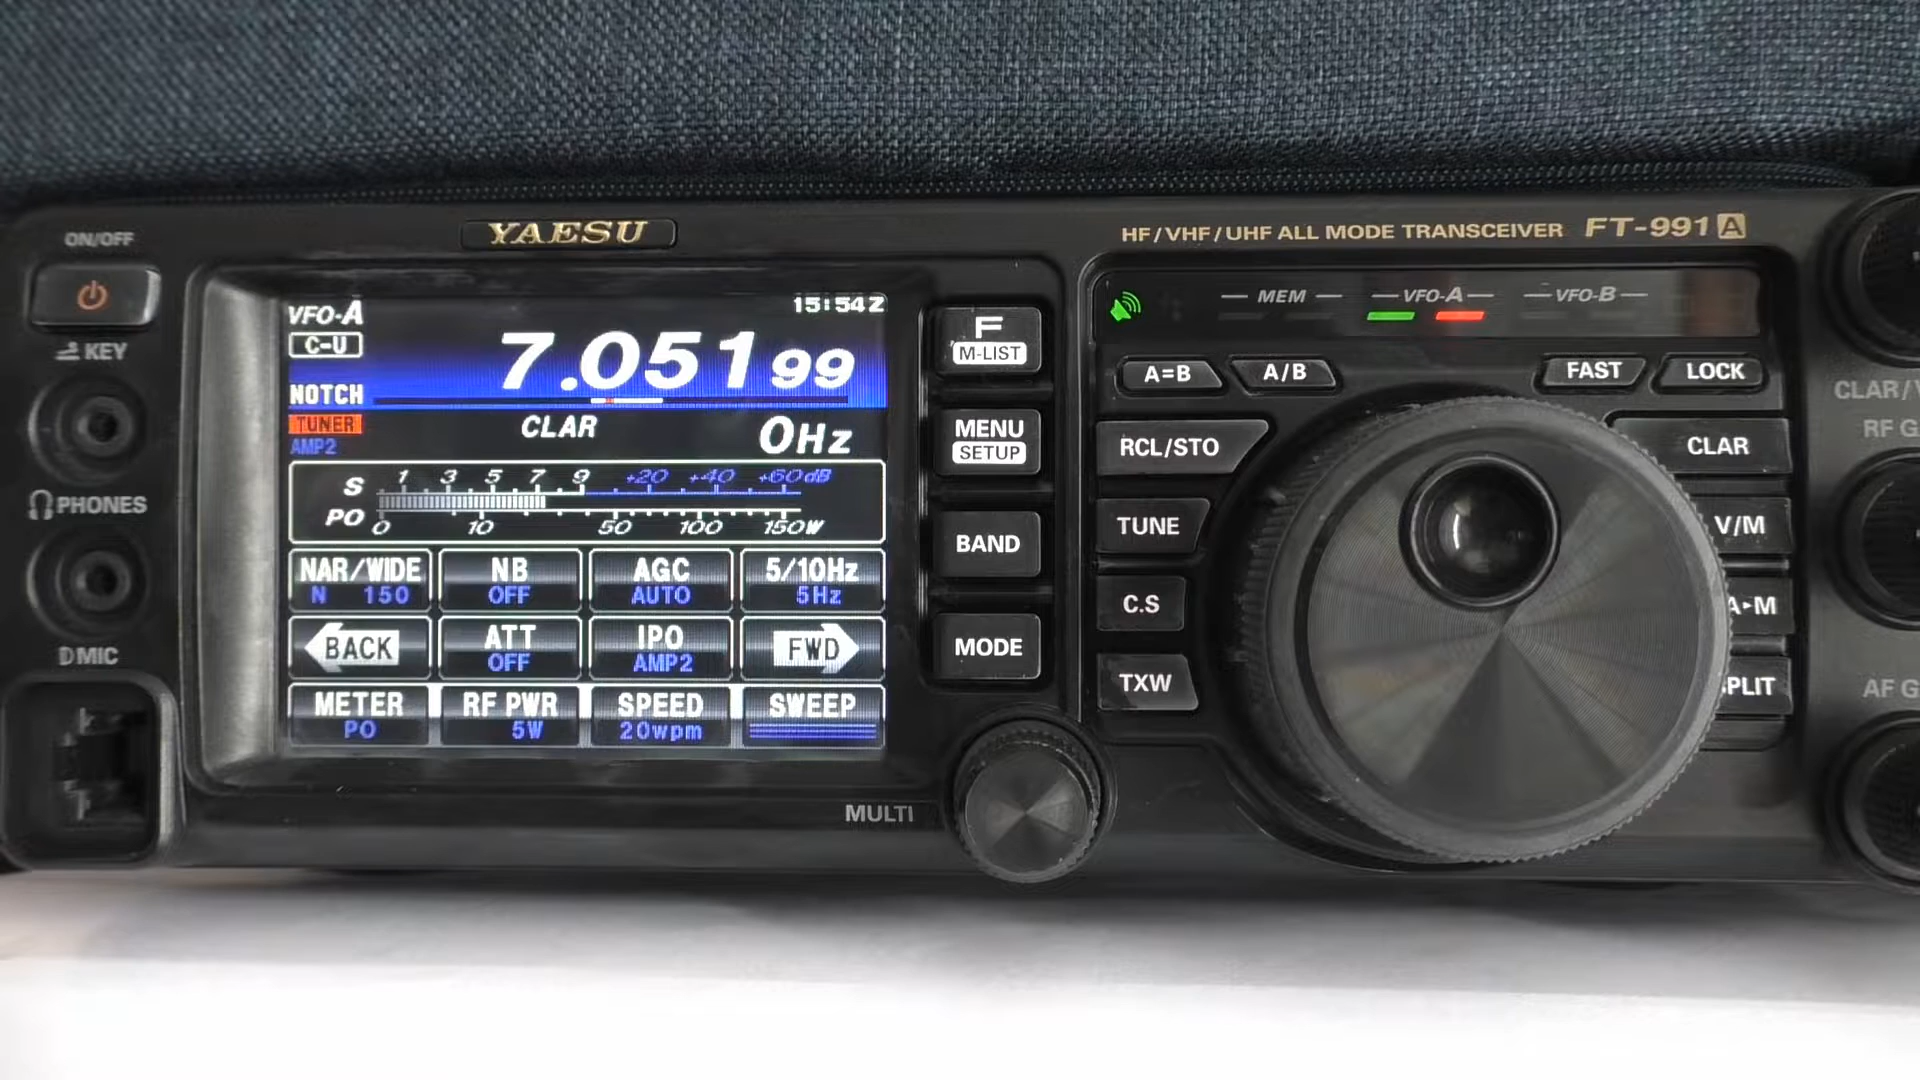 ON/OFF
YAESU
HF/VHF/UHF ALL MODE TRANSCEIVER FT-991A
KEY
PHONES
MIC
VFO-A 15:54Z
C-U
7.051 99
NOTCH
TUNER
AMP2
CLAR 0Hz
S 1 3 5 7 9 +20 +40 +60dB
PO 0 10 50 100 150W
NAR/WIDE NB AGC 5/10Hz
N 150 OFF AUTO 5Hz
BACK ATT IPO FWD
OFF AMP2
METER RF PWR SPEED SWEEP
PO 5W 20wpm
F
M-LIST
MENU
SETUP
BAND
MODE
MULTI
MEM VFO-A VFO-B
A=B A/B FAST LOCK
RCL/STO CLAR
TUNE V/M
C.S
TXW
CLAR/